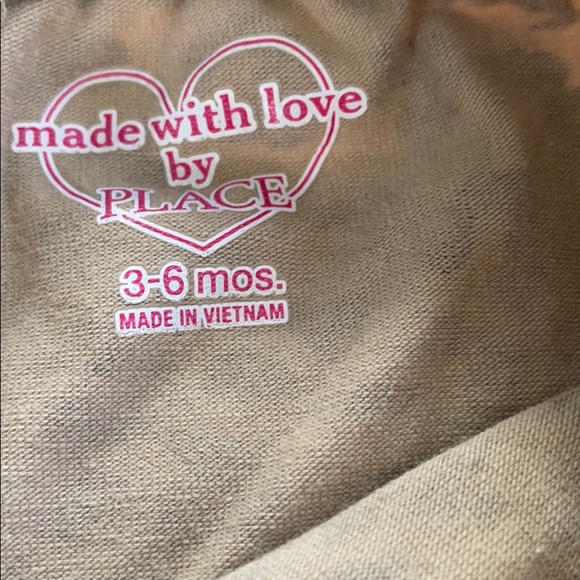 made with love
by
PLACE
3-6 mos.
MADE IN VIETNAM